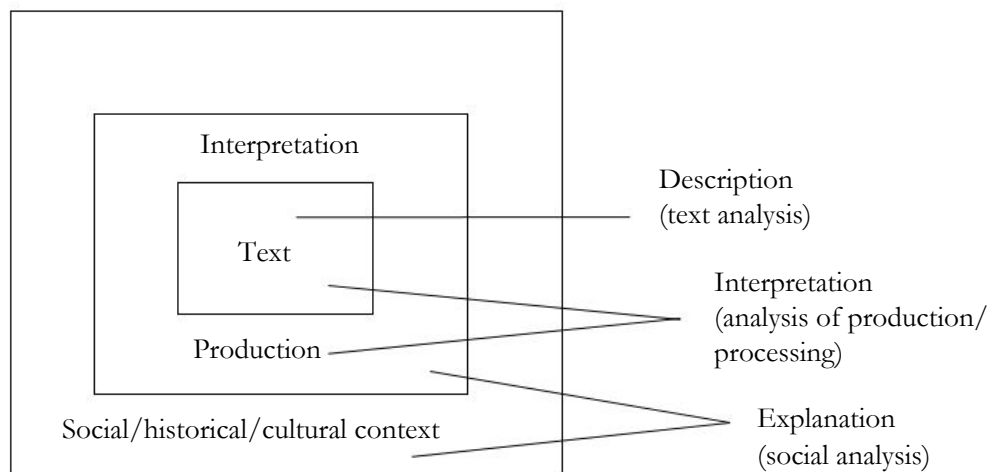 Interpretation
Text
Production
Social/historical/cultural context
Description
(text analysis)
Interpretation
(analysis of production/
processing)
Explanation
(social analysis)